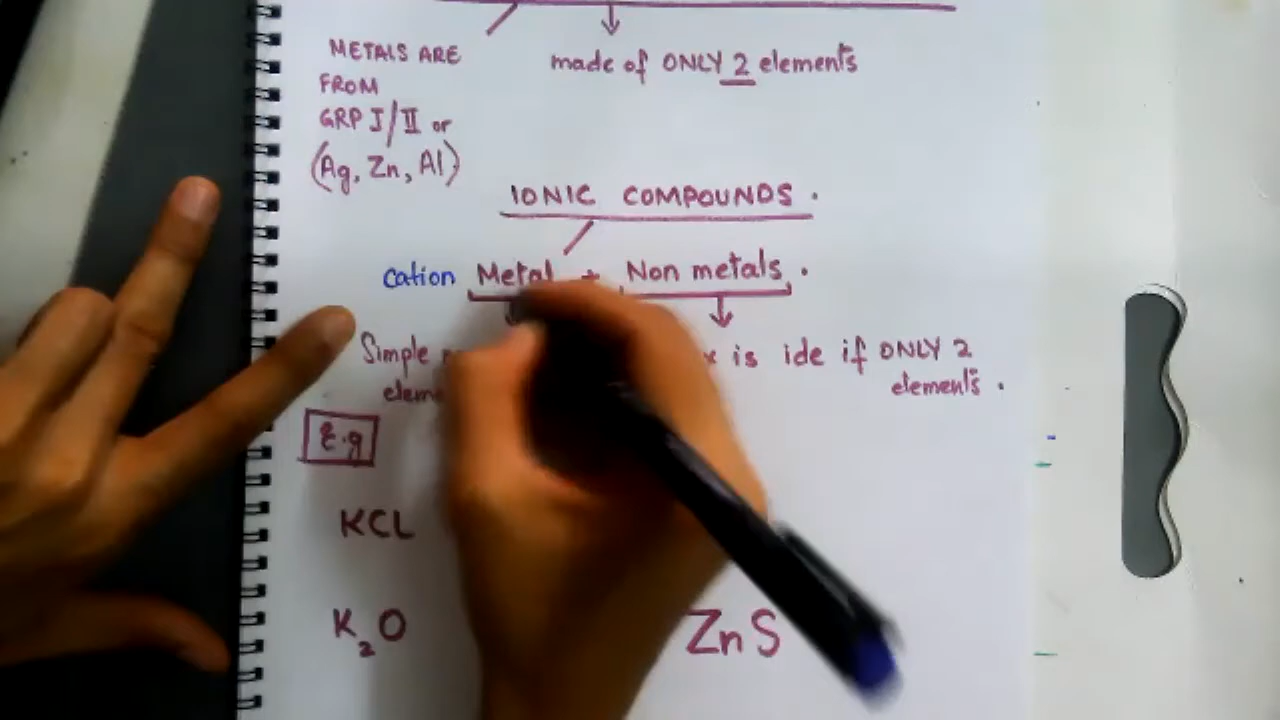 METALS ARE
FROM
GRP I/II or
(Ag, Zn, Al)
made of ONLY 2 elements
IONIC COMPOUNDS.
cation Metal + Non metals.
Simple
is ide if ONLY 2
elements.
E.g
KCL
K2O
ZnS